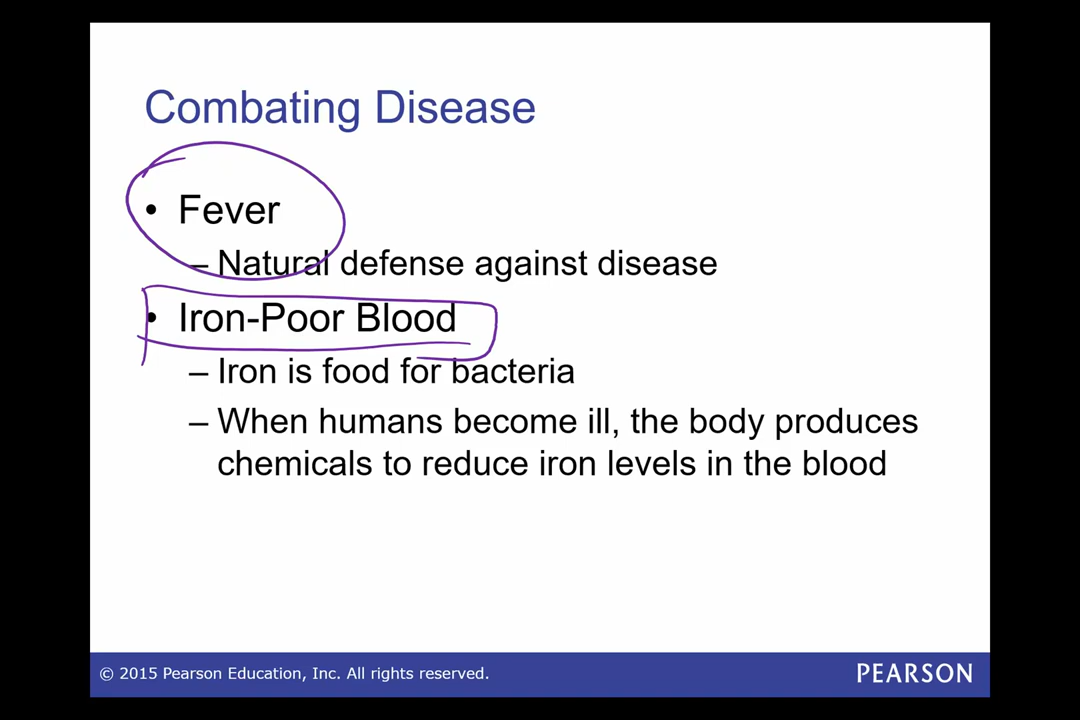 Combating Disease
• Fever
– Natural defense against disease
• Iron-Poor Blood
– Iron is food for bacteria
– When humans become ill, the body produces
chemicals to reduce iron levels in the blood
© 2015 Pearson Education, Inc. All rights reserved.
PEARSON